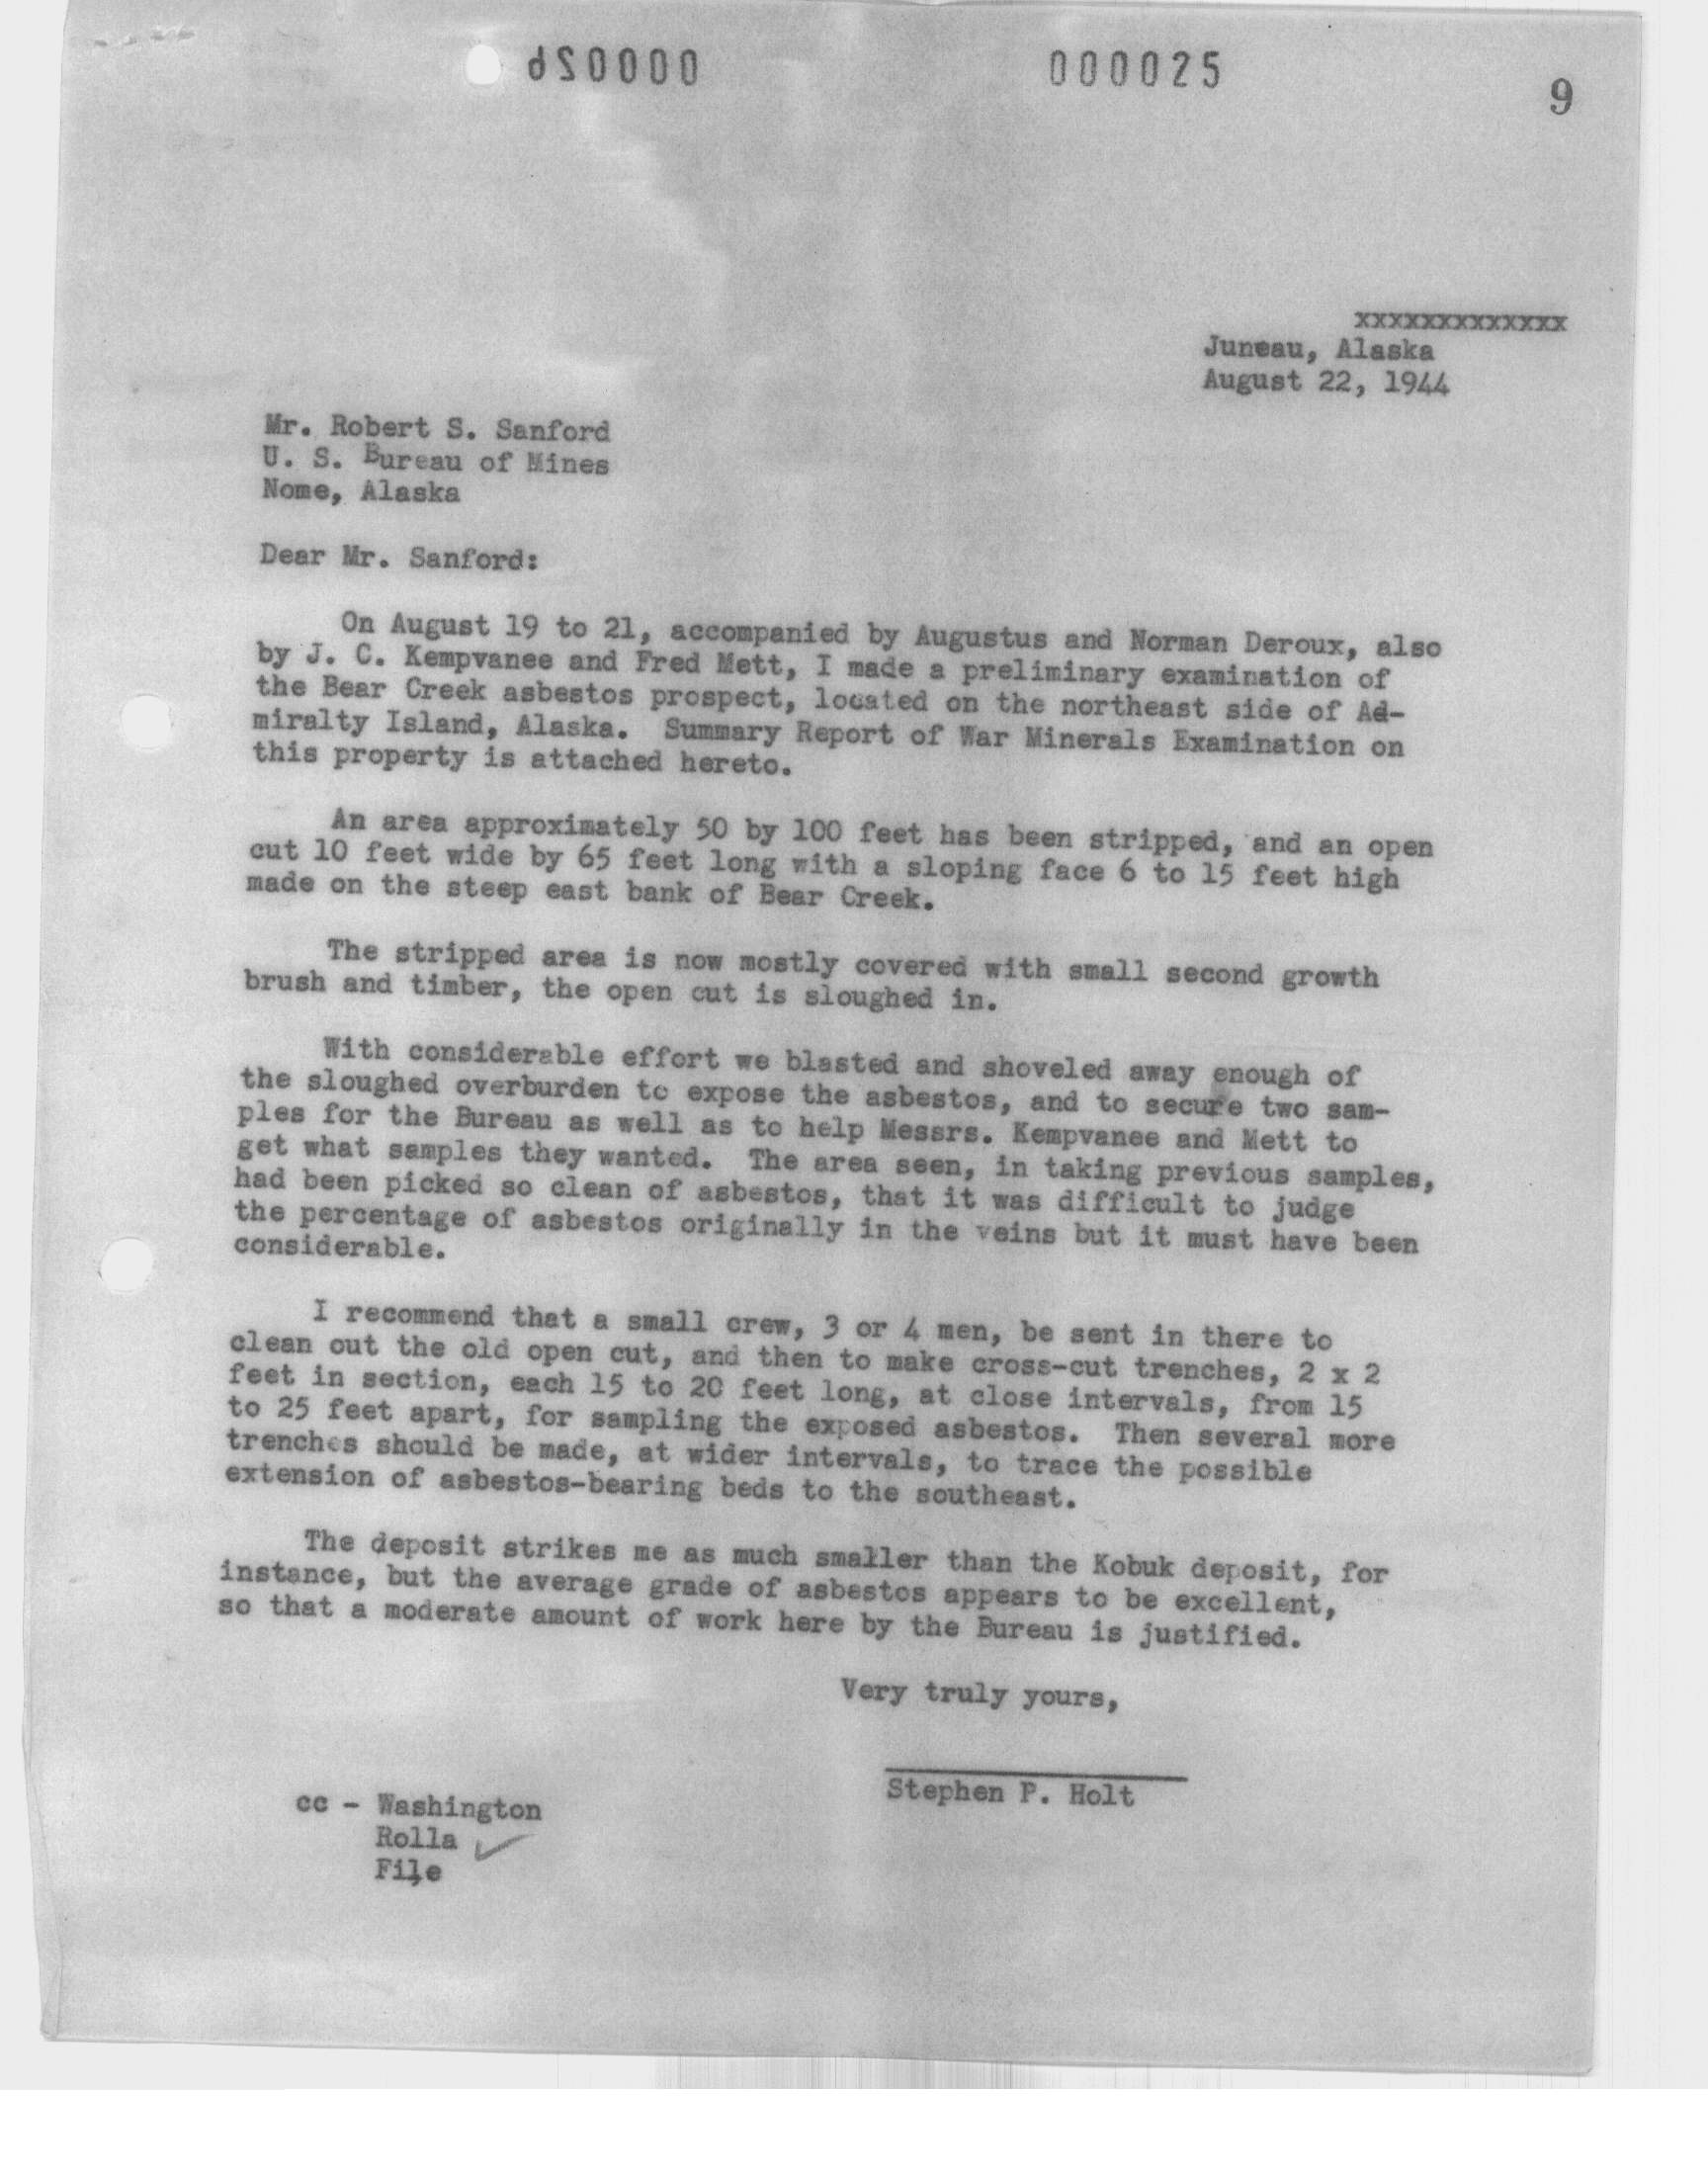 000026
000025
9
xxxxxxxxxxxxx
Juneau, Alaska
August 22, 1944
Mr. Robert S. Sanford
U. S. Bureau of Mines
Nome, Alaska
Dear Mr. Sanford:
On August 19 to 21, accompanied by Augustus and Norman Deroux, also
by J. C. Kempvanee and Fred Mett, I made a preliminary examination of
the Bear Creek asbestos prospect, located on the northeast side of Ad-
miralty Island, Alaska. Summary Report of War Minerals Examination on
this property is attached hereto.
An area approximately 50 by 100 feet has been stripped, and an open
cut 10 feet wide by 65 feet long with a sloping face 6 to 15 feet high
made on the steep east bank of Bear Creek.
The stripped area is now mostly covered with small second growth
brush and timber, the open cut is sloughed in.
With considerable effort we blasted and shoveled away enough of
the sloughed overburden to expose the asbestos, and to secure two sam-
ples for the Bureau as well as to help Messrs. Kempvanee and Mett to
get what samples they wanted. The area seen, in taking previous samples,
had been picked so clean of asbestos, that it was difficult to judge
the percentage of asbestos originally in the veins but it must have been
considerable.
I recommend that a small crew, 3 or 4 men, be sent in there to
clean out the old open cut, and then to make cross-cut trenches, 2 x 2
feet in section, each 15 to 20 feet long, at close intervals, from 15
to 25 feet apart, for sampling the exposed asbestos. Then several more
trenches should be made, at wider intervals, to trace the possible
extension of asbestos-bearing beds to the southeast.
The deposit strikes me as much smaller than the Kobuk deposit, for
instance, but the average grade of asbestos appears to be excellent,
so that a moderate amount of work here by the Bureau is justified.
Very truly yours,
Stephen P. Holt
cc - Washington
Rolla
File